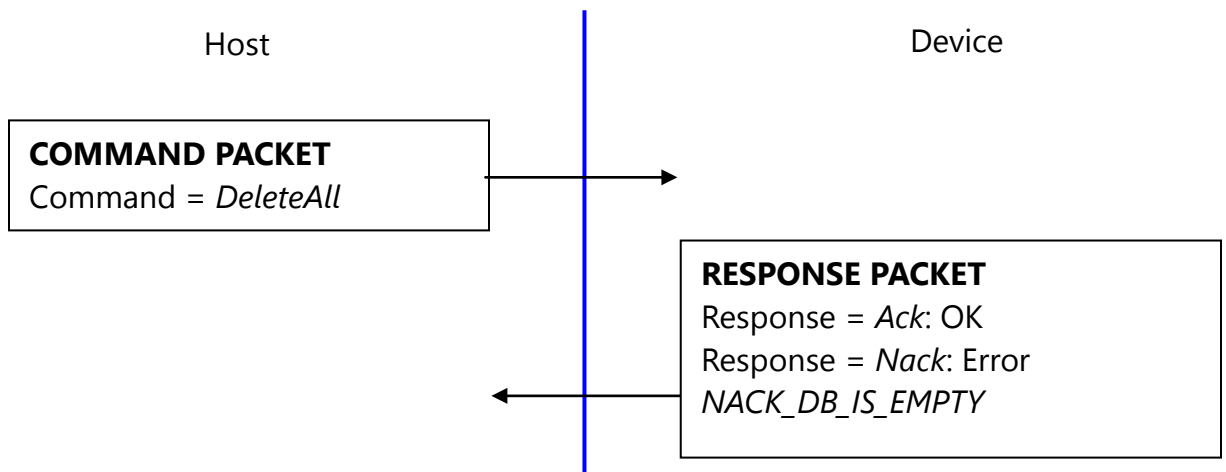 Host
Device
COMMAND PACKET
Command = DeleteAll
RESPONSE PACKET
Response = Ack: OK
Response = Nack: Error
NACK_DB_IS_EMPTY